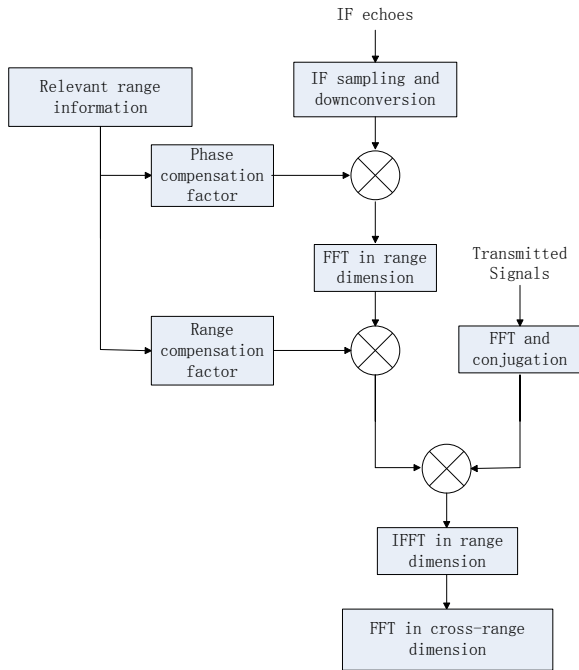 IF echoes
IF sampling and
downconversion
Relevant range
information
Phase
compensation
factor
FFT in range
dimension
Transmitted
Signals
Range
compensation
factor
FFT and
conjugation
IFFT in range
dimension
FFT in cross-range
dimension